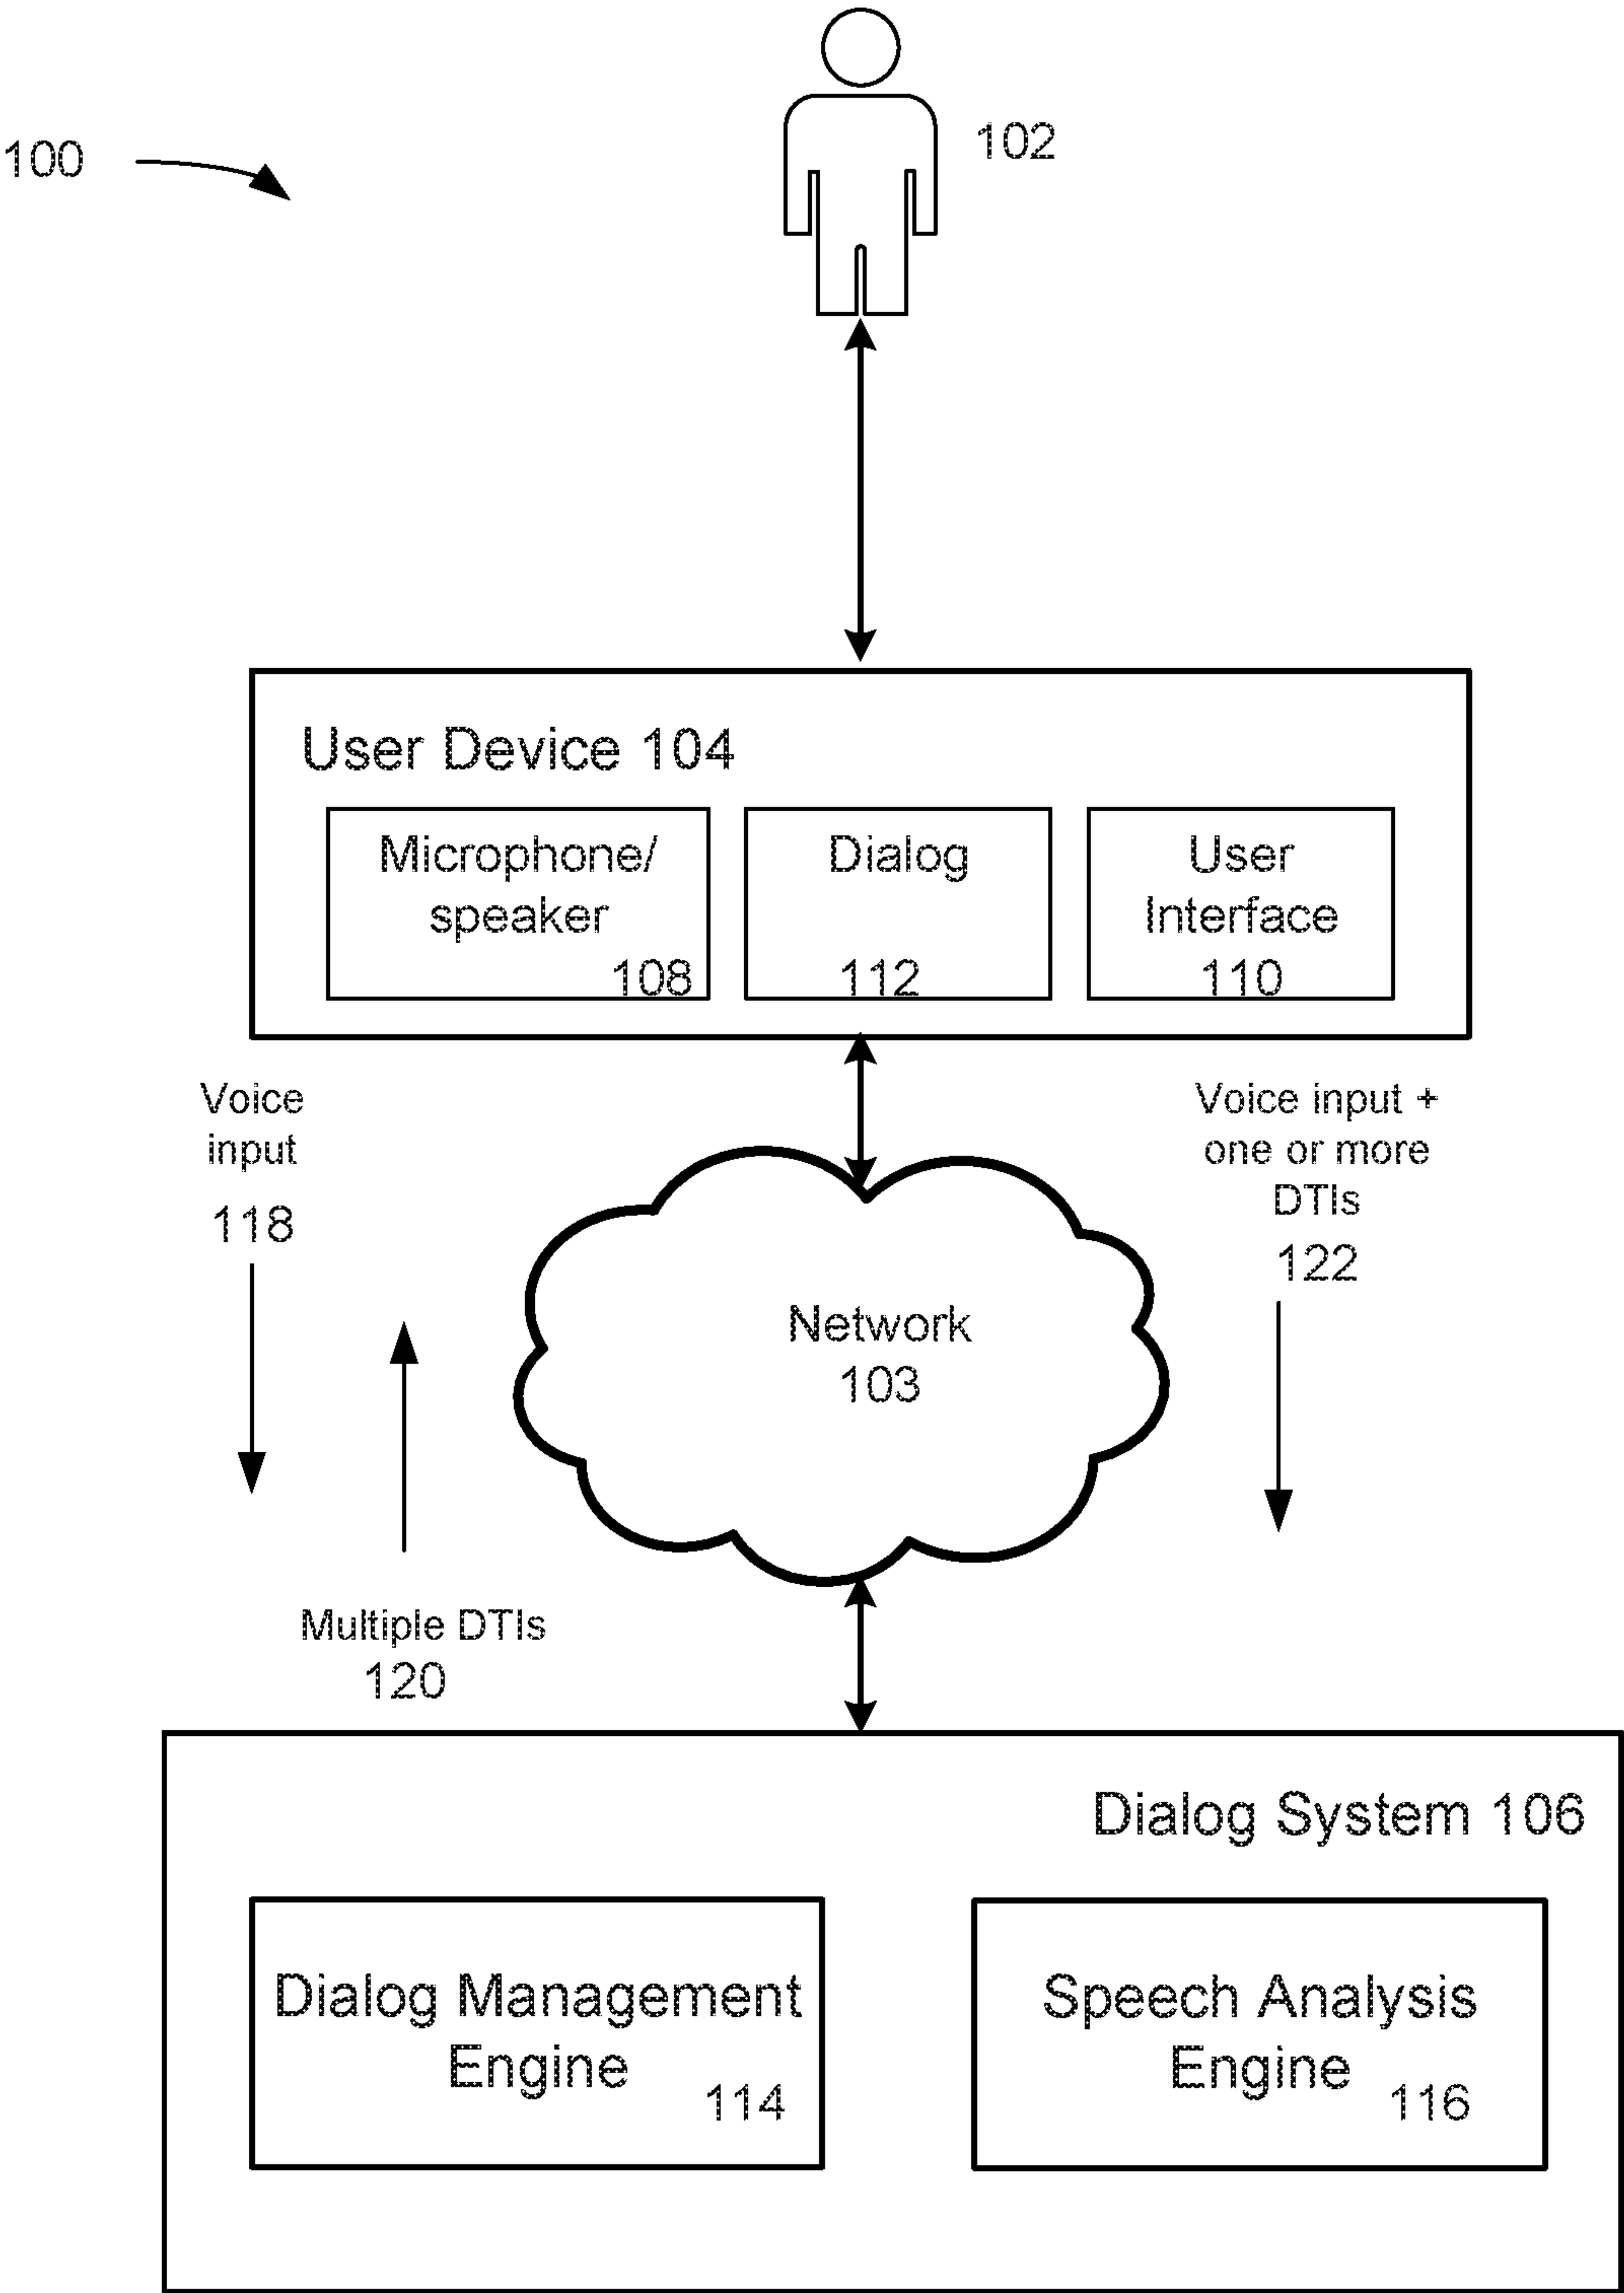 100
102
User Device 104
Microphone/
speaker
108
Dialog
112
User
Interface
110
Voice
input
118
Voice input +
one or more
DTIs
122
Network
103
Multiple DTIs
120
Dialog System 106
Dialog Management
Engine
114
Speech Analysis
Engine
116